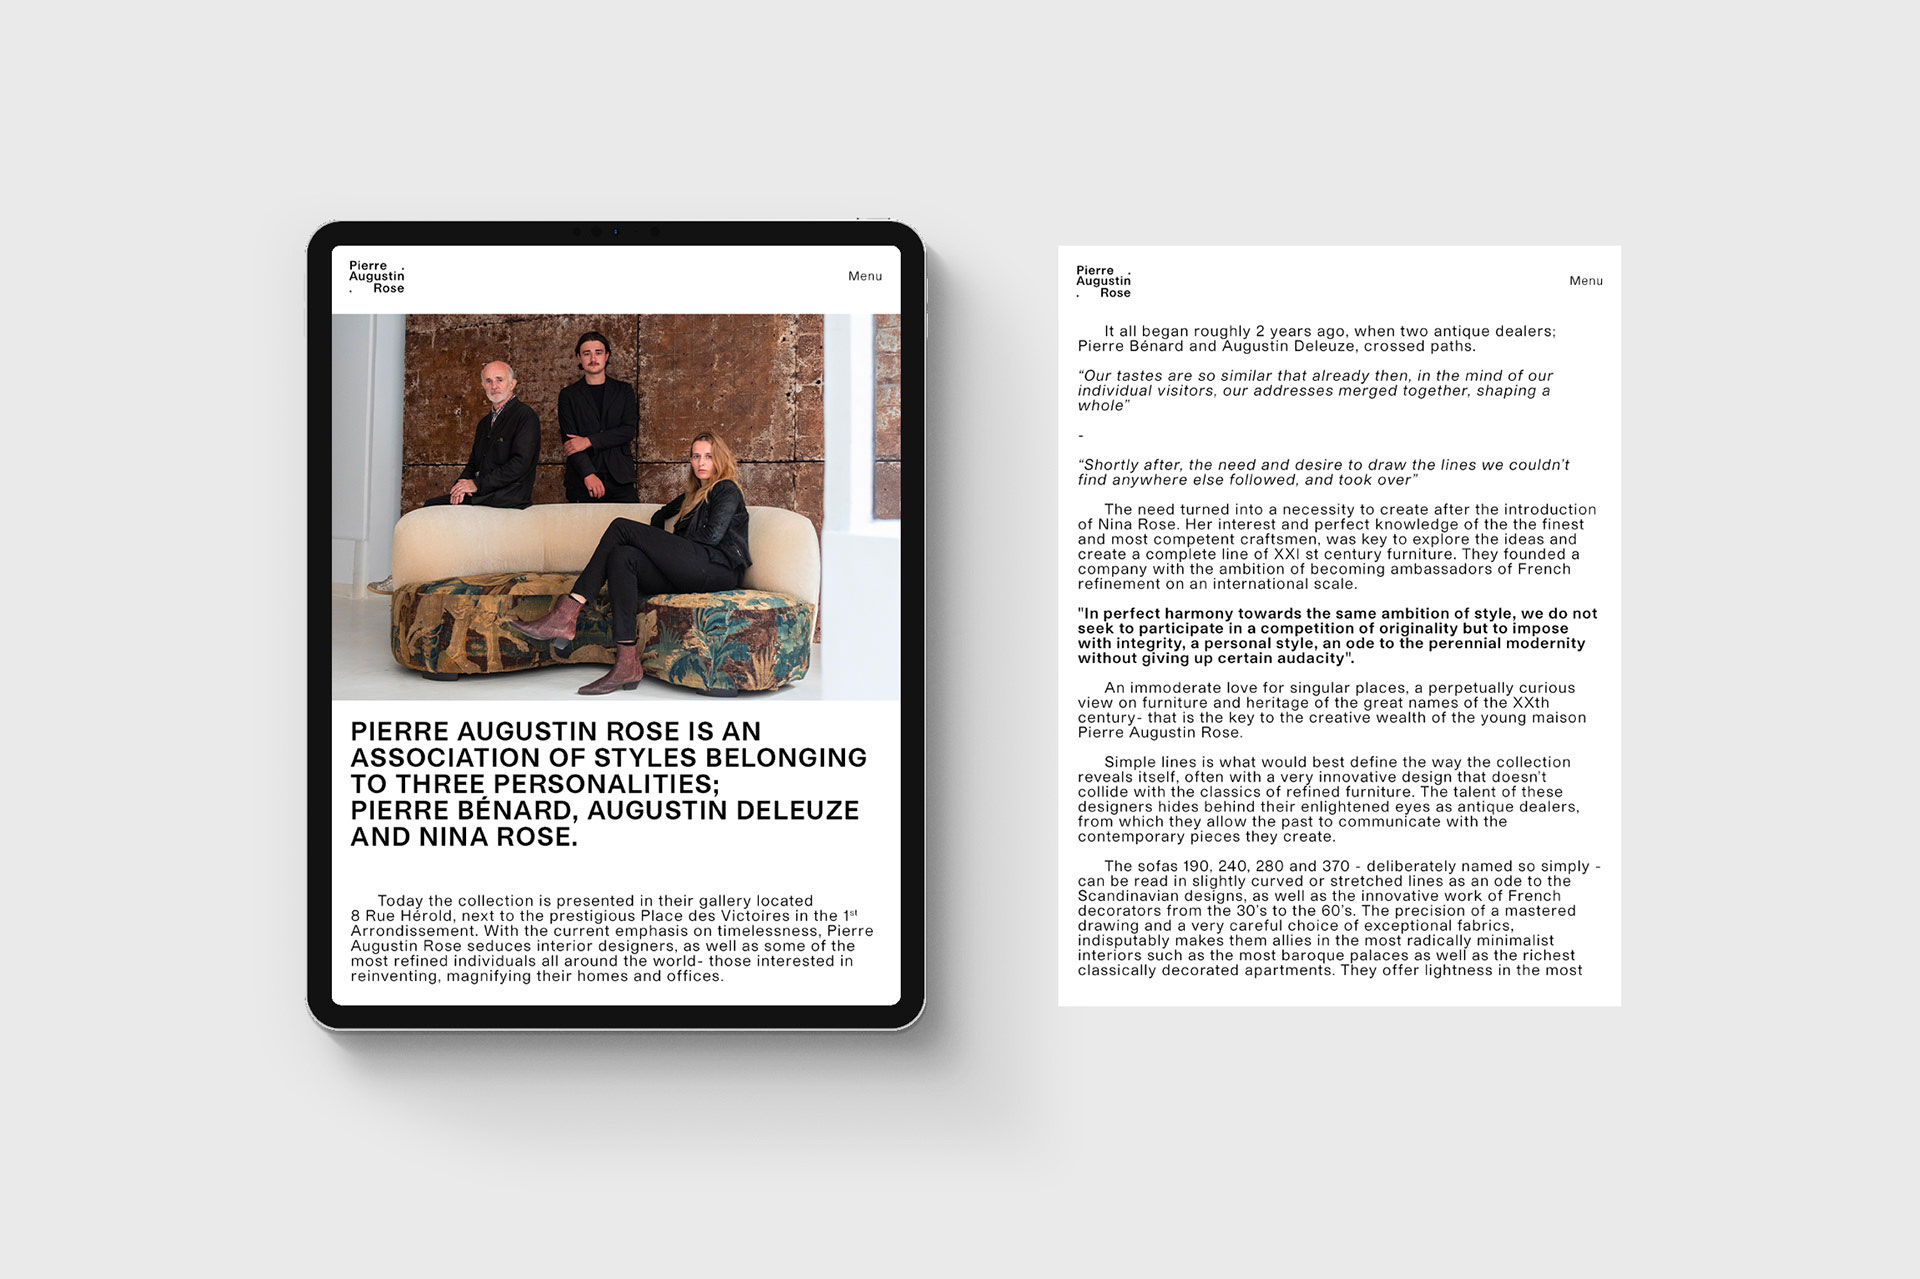 Pierre .
Augustin
. Rose
Menu
PIERRE AUGUSTIN ROSE IS AN
ASSOCIATION OF STYLES BELONGING
TO THREE PERSONALITIES;
PIERRE BÉNARD, AUGUSTIN DELEUZE
AND NINA ROSE.
Today the collection is presented in their gallery located
8 Rue Hérold, next to the prestigious Place des Victoires in the 1st
Arrondissement. With the current emphasis on timelessness, Pierre
Augustin Rose seduces interior designers, as well as some of the
most refined individuals all around the world- those interested in
reinventing, magnifying their homes and offices.
Pierre .
Augustin
. Rose
Menu
It all began roughly 2 years ago, when two antique dealers;
Pierre Bénard and Augustin Deleuze, crossed paths.
“Our tastes are so similar that already then, in the mind of our
individual visitors, our addresses merged together, shaping a
whole”
-
“Shortly after, the need and desire to draw the lines we couldn’t
find anywhere else followed, and took over”
The need turned into a necessity to create after the introduction
of Nina Rose. Her interest and perfect knowledge of the the finest
and most competent craftsmen, was key to explore the ideas and
create a complete line of XXI st century furniture. They founded a
company with the ambition of becoming ambassadors of French
refinement on an international scale.
"In perfect harmony towards the same ambition of style, we do not
seek to participate in a competition of originality but to impose
with integrity, a personal style, an ode to the perennial modernity
without giving up certain audacity".
An immoderate love for singular places, a perpetually curious
view on furniture and heritage of the great names of the XXth
century- that is the key to the creative wealth of the young maison
Pierre Augustin Rose.
Simple lines is what would best define the way the collection
reveals itself, often with a very innovative design that doesn't
collide with the classics of refined furniture. The talent of these
designers hides behind their enlightened eyes as antique dealers,
from which they allow the past to communicate with the
contemporary pieces they create.
The sofas 190, 240, 280 and 370 - deliberately named so simply -
can be read in slightly curved or stretched lines as an ode to the
Scandinavian designs, as well as the innovative work of French
decorators from the 30's to the 60's. The precision of a mastered
drawing and a very careful choice of exceptional fabrics,
indisputably makes them allies in the most radically minimalist
interiors such as the most baroque palaces as well as the richest
classically decorated apartments. They offer lightness in the most